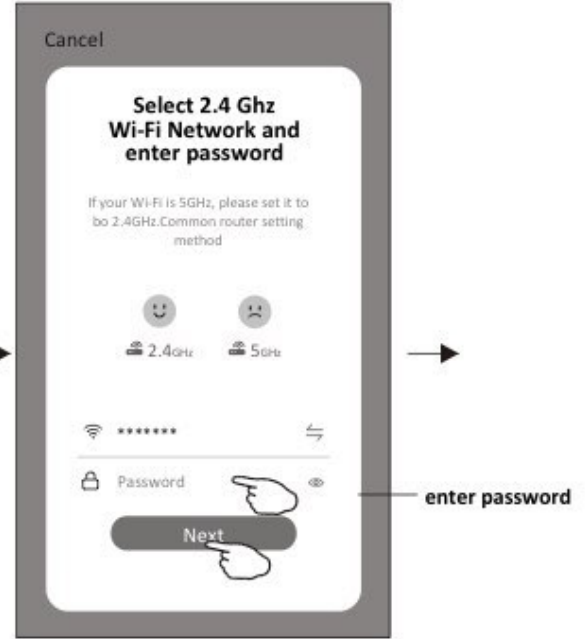 Cancel
Select 2.4 Ghz
Wi-Fi Network and
enter password
If your Wi-Fi is 5GHz, please set it to
bo 2.4GHz.Common router setting
method
2.4GHz 5GHz
*******
Password
enter password
Next